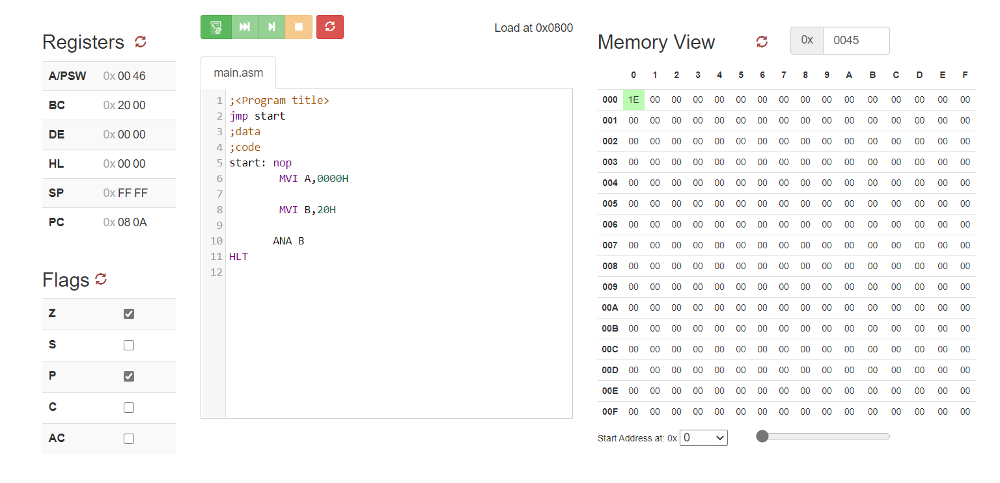 Registers
A/PSW 0x 00 46
BC 0x 20 00
DE 0x 00 00
HL 0x 00 00
SP 0x FF FF
PC 0x 08 0A
Flags
Z
S
P
C
AC
Load at 0x0800
main.asm
1 ;<Program title>
2 jmp start
3 ;data
4 ;code
5 start: nop
6 MVI A,0000H
7
8 MVI B,20H
9
10 ANA B
11 HLT
12
Memory View 0x 0045
0 1 2 3 4 5 6 7 8 9 A B C D E F
000 1E 00 00 00 00 00 00 00 00 00 00 00 00 00 00 00
001 00 00 00 00 00 00 00 00 00 00 00 00 00 00 00 00
002 00 00 00 00 00 00 00 00 00 00 00 00 00 00 00 00
003 00 00 00 00 00 00 00 00 00 00 00 00 00 00 00 00
004 00 00 00 00 00 00 00 00 00 00 00 00 00 00 00 00
005 00 00 00 00 00 00 00 00 00 00 00 00 00 00 00 00
006 00 00 00 00 00 00 00 00 00 00 00 00 00 00 00 00
007 00 00 00 00 00 00 00 00 00 00 00 00 00 00 00 00
008 00 00 00 00 00 00 00 00 00 00 00 00 00 00 00 00
009 00 00 00 00 00 00 00 00 00 00 00 00 00 00 00 00
00A 00 00 00 00 00 00 00 00 00 00 00 00 00 00 00 00
00B 00 00 00 00 00 00 00 00 00 00 00 00 00 00 00 00
00C 00 00 00 00 00 00 00 00 00 00 00 00 00 00 00 00
00D 00 00 00 00 00 00 00 00 00 00 00 00 00 00 00 00
00E 00 00 00 00 00 00 00 00 00 00 00 00 00 00 00 00
00F 00 00 00 00 00 00 00 00 00 00 00 00 00 00 00 00
Start Address at: 0x 0